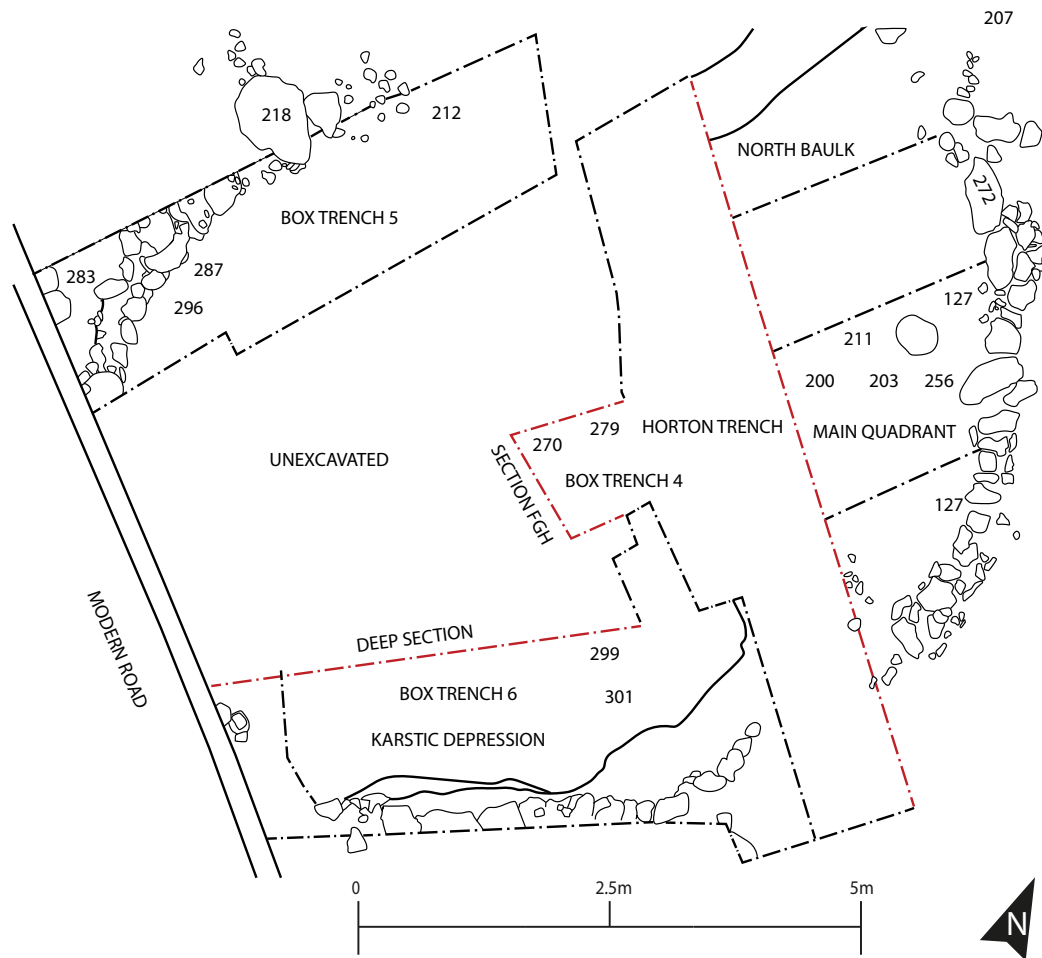 207
218
212
NORTH BAULK
272
BOX TRENCH 5
283
287
127
296
211
200 203 256
279
HORTON TRENCH
MAIN QUADRANT
270
UNEXCAVATED
SECTION FGH
BOX TRENCH 4
127
MODERN ROAD
DEEP SECTION
299
BOX TRENCH 6
301
KARSTIC DEPRESSION
0 2.5m 5m
N